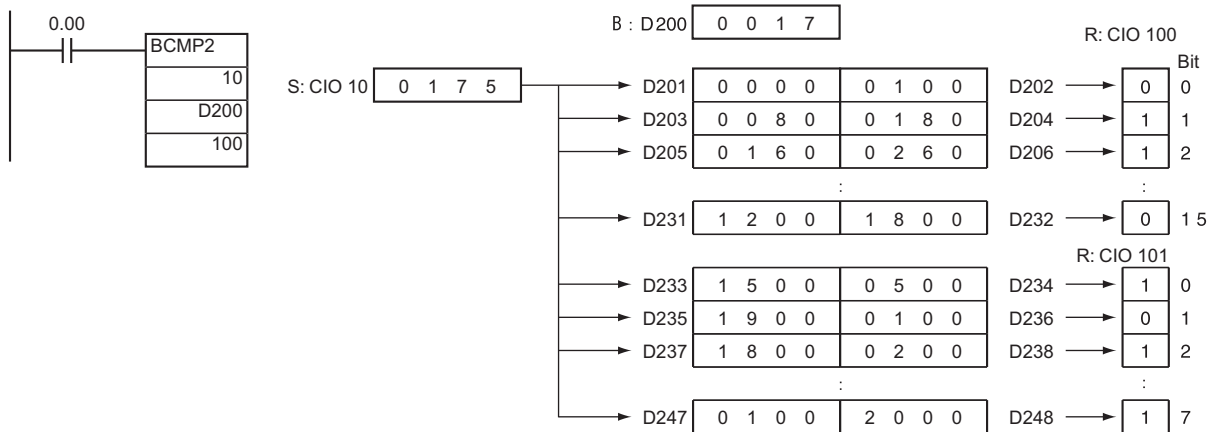 0.00
BCMP2
10
D200
100
B : D200 0 0 1 7
R: CIO 100
Bit
S: CIO 10 0 1 7 5
D201 0 0 0 0 0 1 0 0 D202 0 0
D203 0 0 8 0 0 1 8 0 D204 1 1
D205 0 1 6 0 0 2 6 0 D206 1 2
: :
D231 1 2 0 0 1 8 0 0 D232 0 1 5
R: CIO 101
D233 1 5 0 0 0 5 0 0 D234 1 0
D235 1 9 0 0 0 1 0 0 D236 0 1
D237 1 8 0 0 0 2 0 0 D238 1 2
: :
D247 0 1 0 0 2 0 0 0 D248 1 7